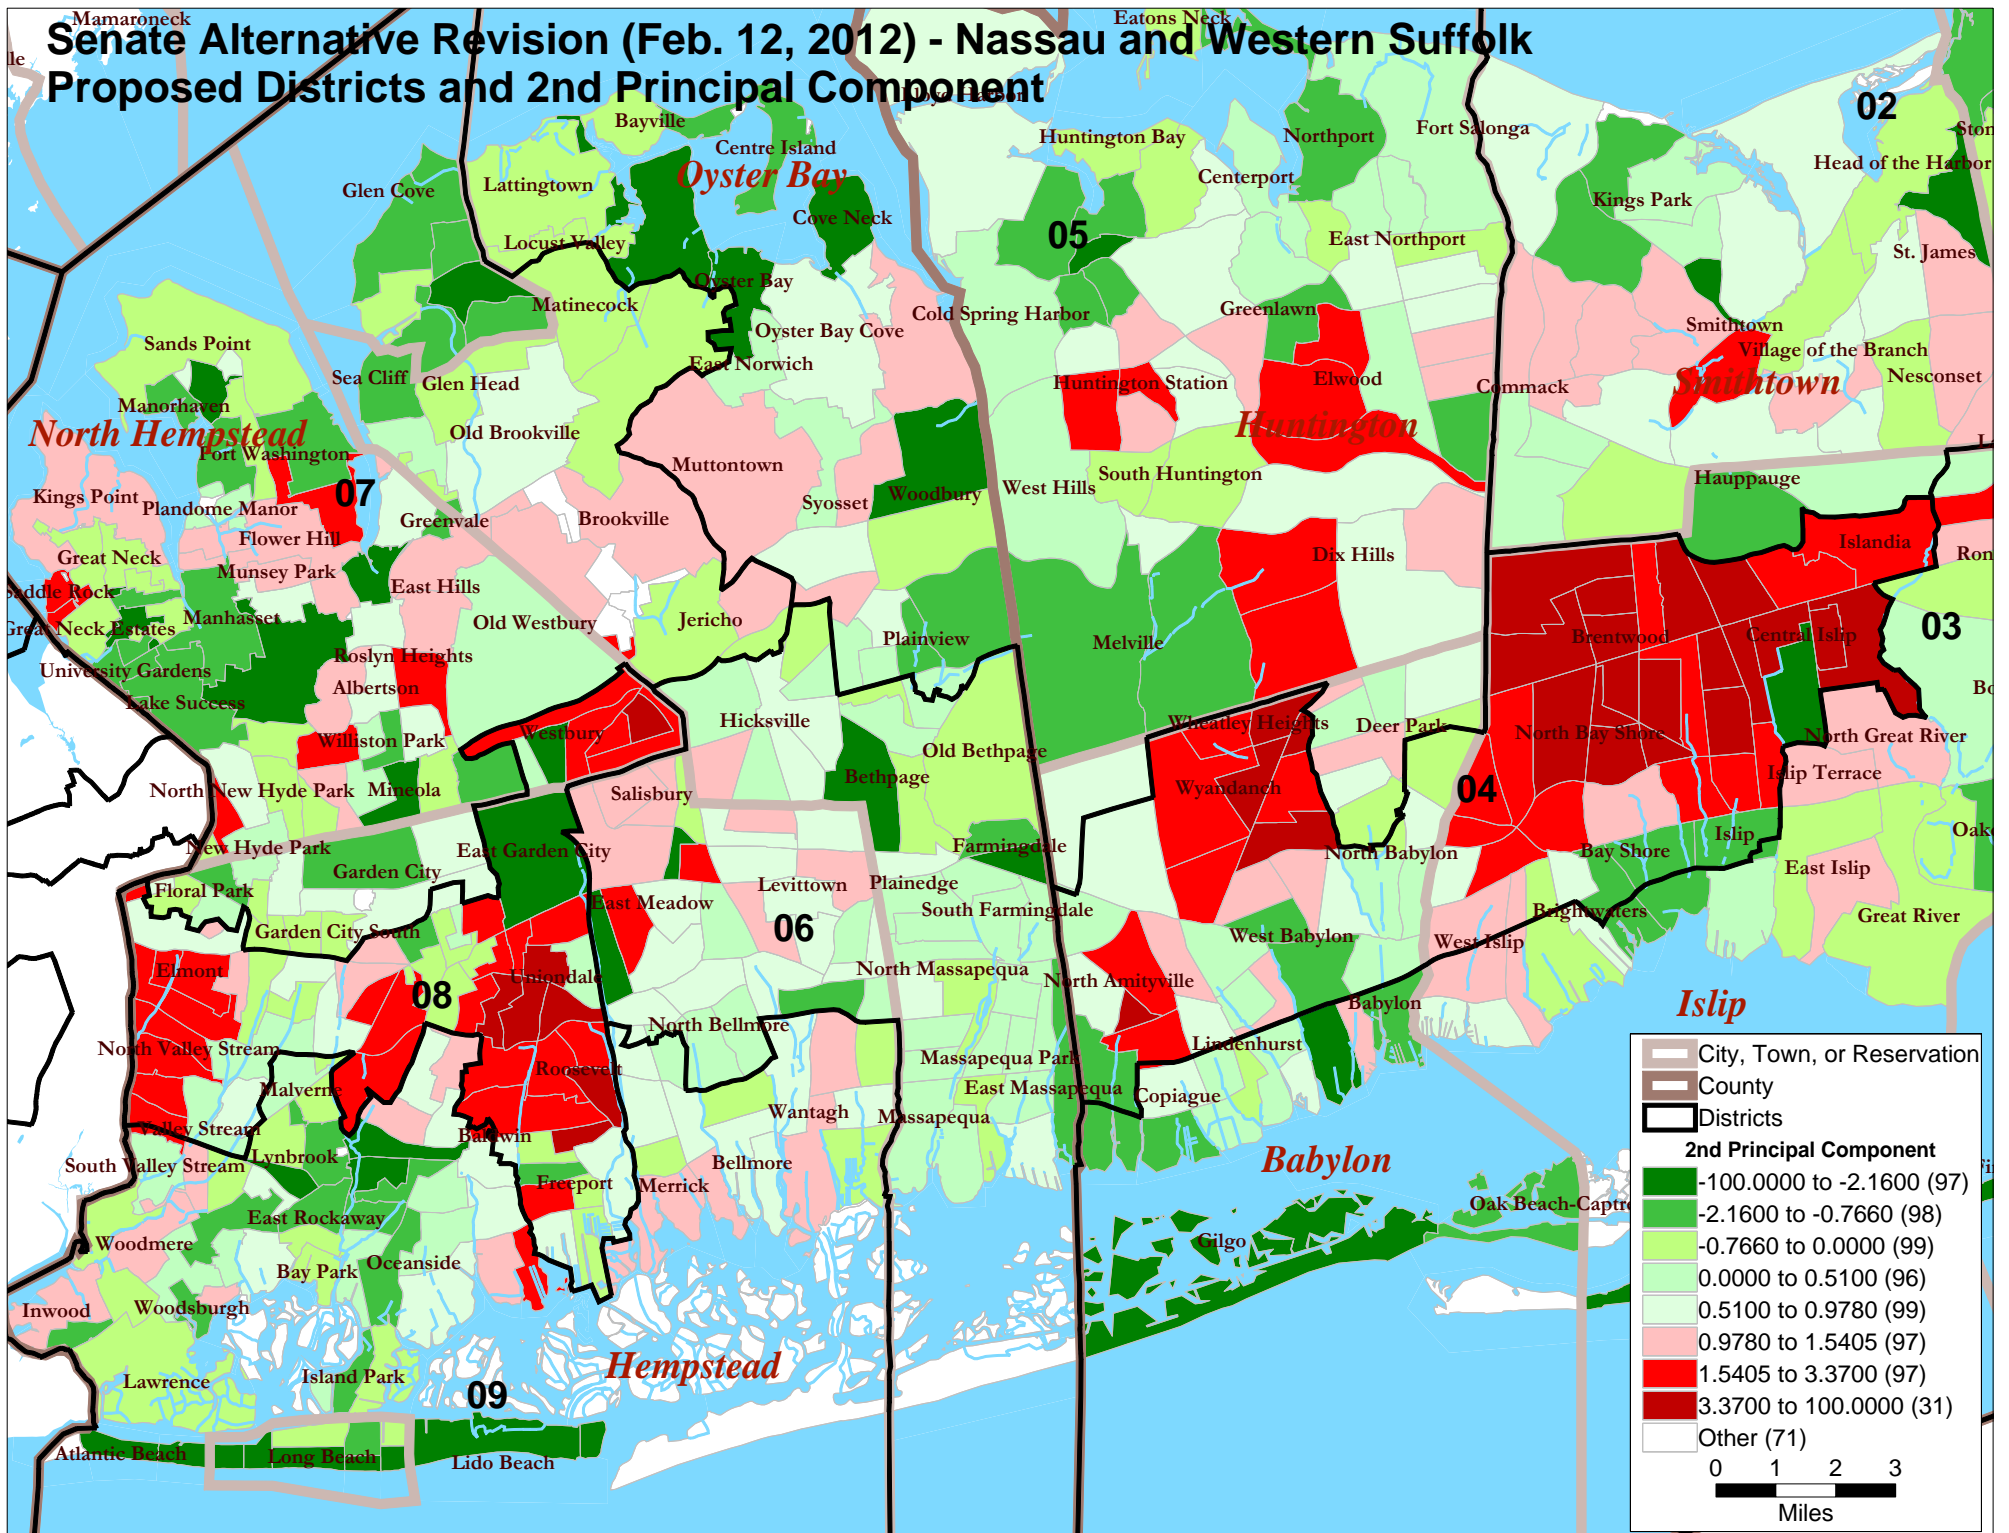 Mamaroneck
Eatons Neck
Senate Alternative Revision (Feb. 12, 2012) - Nassau and Western Suffolk
Proposed Districts and 2nd Principal Component
lle
02
Bayville
Huntington Bay
Northport
Fort Salonga
Ston
Centre Island
Head of the Harbor
Glen Cove
Lattingtown
Oyster Bay
Centerport
Kings Park
Cove Neck
Locust Valley
05
East Northport
St. James
Oyster Bay
Matinecock
Oyster Bay Cove
Cold Spring Harbor
Greenlawn
Smithtown
Sands Point
East Norwich
Village of the Branch
Sea Cliff
Glen Head
Huntington Station
Elwood
Commack
Smithtown
Nesconset
Manorhaven
North Hempstead
Old Brookville
Huntington
Port Washington
Muttontown
South Huntington
Hauppauge
Kings Point
07
Woodbury
West Hills
Plandome Manor
Syosset
Greenvale
Brookville
Flower Hill
Dix Hills
Islandia
Ron
Great Neck
Munsey Park
East Hills
Saddle Rock
Manhasset
Old Westbury
Jericho
Plainview
Melville
Brentwood
Central Islip
03
Great Neck Estates
University Gardens
Roslyn Heights
Albertson
Lake Success
Bo
Hicksville
Wheatley Heights
Deer Park
Westbury
Williston Park
Old Bethpage
North Bay Shore
North Great River
Bethpage
Islip Terrace
North New Hyde Park
Mineola
Salisbury
Wyandanch
04
New Hyde Park
East Garden City
Farmingdale
North Babylon
Bay Shore
Islip
Oak
Garden City
Floral Park
Levittown
Plainedge
East Islip
East Meadow
South Farmingdale
Brightwaters
Great River
Garden City South
06
West Babylon
West Islip
Elmont
Uniondale
North Massapequa
North Amityville
08
Babylon
Islip
North Bellmore
North Valley Stream
Lindenhurst
Roosevelt
Massapequa Park
Malverne
East Massapequa
Copiague
Wantagh
Massapequa
Valley Stream
Baldwin
South Valley Stream
Lynbrook
Bellmore
Babylon
Freeport
Merrick
East Rockaway
Oak Beach-Captre
Woodmere
Gilgo
Bay Park
Oceanside
Inwood
Woodsburgh
Hempstead
Lawrence
Island Park
09
Atlantic Beach
Long Beach
Lido Beach
City, Town, or Reservation
County
Districts
2nd Principal Component
-100.0000 to -2.1600 (97)
-2.1600 to -0.7660 (98)
-0.7660 to 0.0000 (99)
0.0000 to 0.5100 (96)
0.5100 to 0.9780 (99)
0.9780 to 1.5405 (97)
1.5405 to 3.3700 (97)
3.3700 to 100.0000 (31)
Other (71)
0 1 2 3
Miles